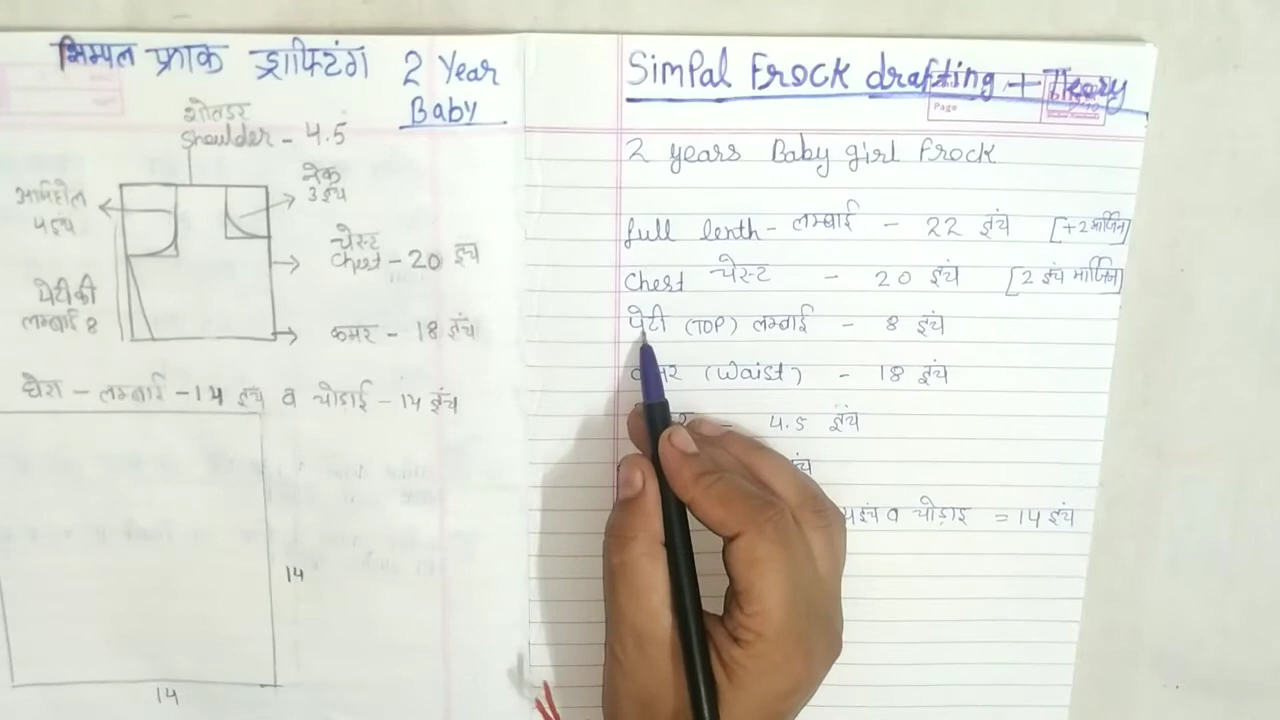 सिम्पल फ्राक ड्राफ्टिंग 2 Year
Baby
शोल्डर
Shoulder - 4.5
नेक
3 इंच
आर्महोल
4 इंच
चेस्ट
Chest - 20 इंच
पेटी की
लम्बाई 8
कमर - 18 इंच
घेरा - लम्बाई - 14 इंच व चोड़ाई - 14 इंच
14
14
SimPal Frock drafting + Theory
Page
2 years Baby girl Frock
full lenth - लम्बाई - 22 इंचे [+2 मार्जिन]
Chest चेस्ट - 20 इंचे [2 इंच मार्जिन]
पेटी (TOP) लम्बाई - 8 इंचे
कमर (Waist) - 18 इंचे
- 4.5 इंचे
इंचे
व चोड़ाई = 14 इंचे